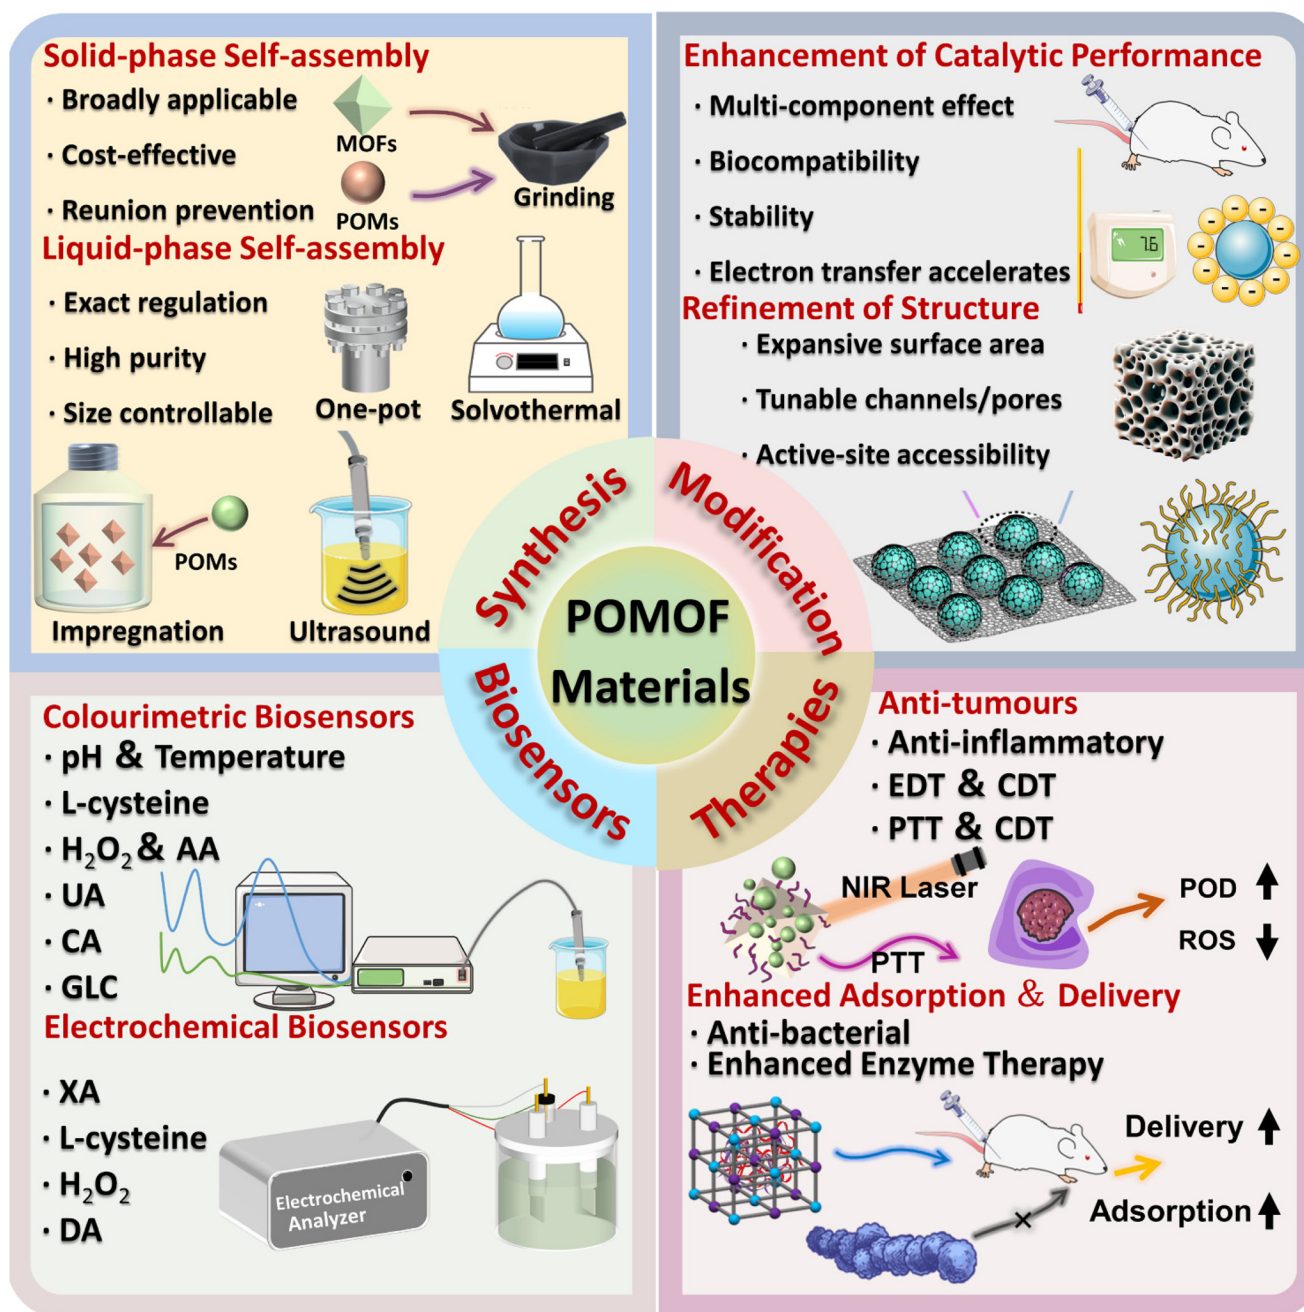 Solid-phase Self-assembly
· Broadly applicable
· Cost-effective
· Reunion prevention
MOFs
POMs
Grinding
Liquid-phase Self-assembly
· Exact regulation
· High purity
· Size controllable
One-pot
Solvothermal
POMs
Impregnation
Ultrasound
Enhancement of Catalytic Performance
· Multi-component effect
· Biocompatibility
· Stability
· Electron transfer accelerates
7.6
Refinement of Structure
· Expansive surface area
· Tunable channels/pores
· Active-site accessibility
Synthesis
Modification
Biosensors
Therapies
POMOF
Materials
Colourimetric Biosensors
· pH & Temperature
· L-cysteine
· H₂O₂ & AA
· UA
· CA
· GLC
Electrochemical Biosensors
· XA
· L-cysteine
· H₂O₂
· DA
Electrochemical
Analyzer
Anti-tumours
· Anti-inflammatory
· EDT & CDT
· PTT & CDT
NIR Laser
PTT
POD
ROS
Enhanced Adsorption & Delivery
· Anti-bacterial
· Enhanced Enzyme Therapy
Delivery
Adsorption